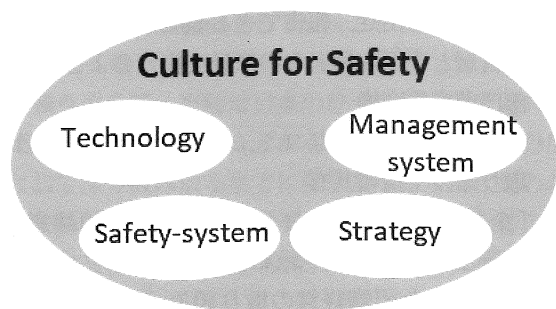 Culture for Safety
Technology
Management
system
Safety-system
Strategy